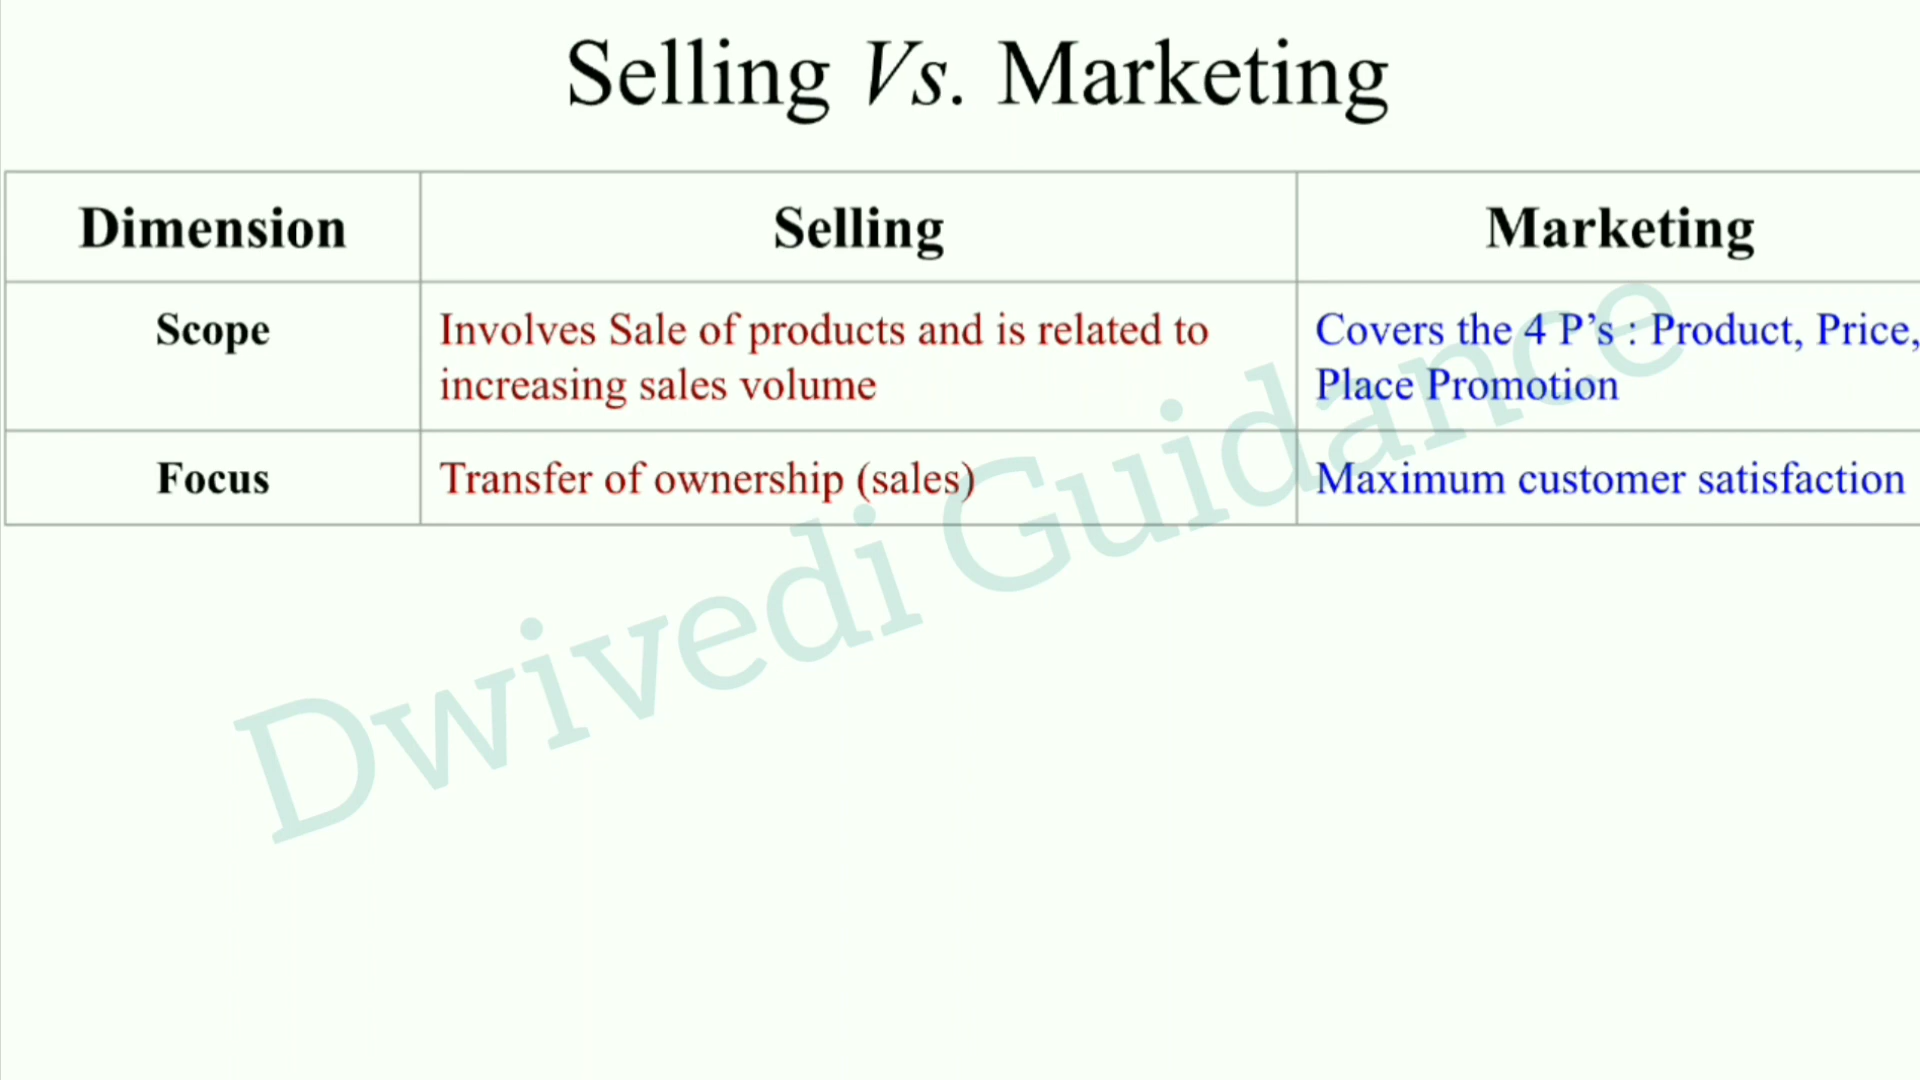 Selling Vs. Marketing
Dimension
Selling
Marketing
Scope
Involves Sale of products and is related to
increasing sales volume
Covers the 4 P’s : Product, Price,
Place Promotion
Focus
Transfer of ownership (sales)
Maximum customer satisfaction
Dwivedi Guidance